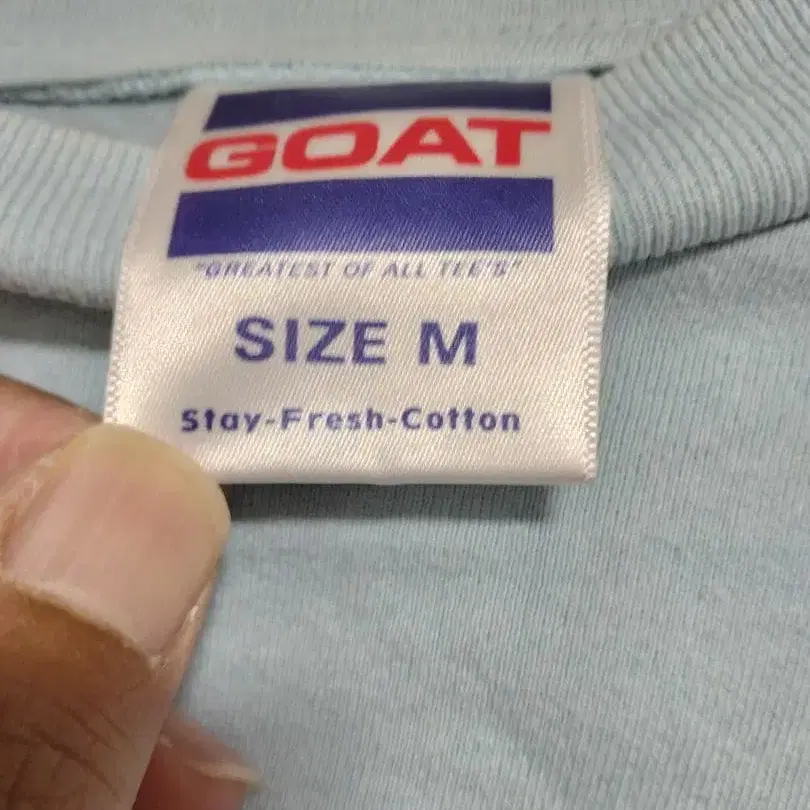 GOAT
"GREATEST OF ALL TEE'S"
SIZE M
Stay-Fresh-Cotton